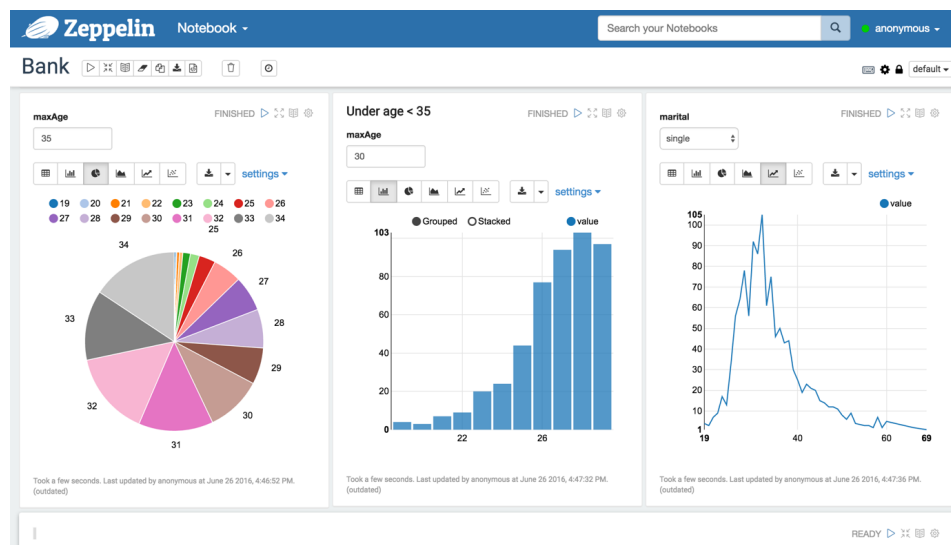 Zeppelin Notebook Search your Notebooks anonymous
Bank default
FINISHED
maxAge
35
settings
19 20 21 22 23 24 25 26
27 28 29 30 31 32 33 34
25
34 26
27
33
28
29
32
30
31
Took a few seconds. Last updated by anonymous at June 26 2016, 4:46:52 PM.
(outdated)
Under age < 35
FINISHED
maxAge
30
settings
Grouped Stacked value
103
80
60
40
20
0
22 26
Took a few seconds. Last updated by anonymous at June 26 2016, 4:47:32 PM.
(outdated)
FINISHED
marital
single
settings
value
105
100
90
80
70
60
50
40
30
20
10
1
19 40 60 69
Took a few seconds. Last updated by anonymous at June 26 2016, 4:47:36 PM.
(outdated)
READY